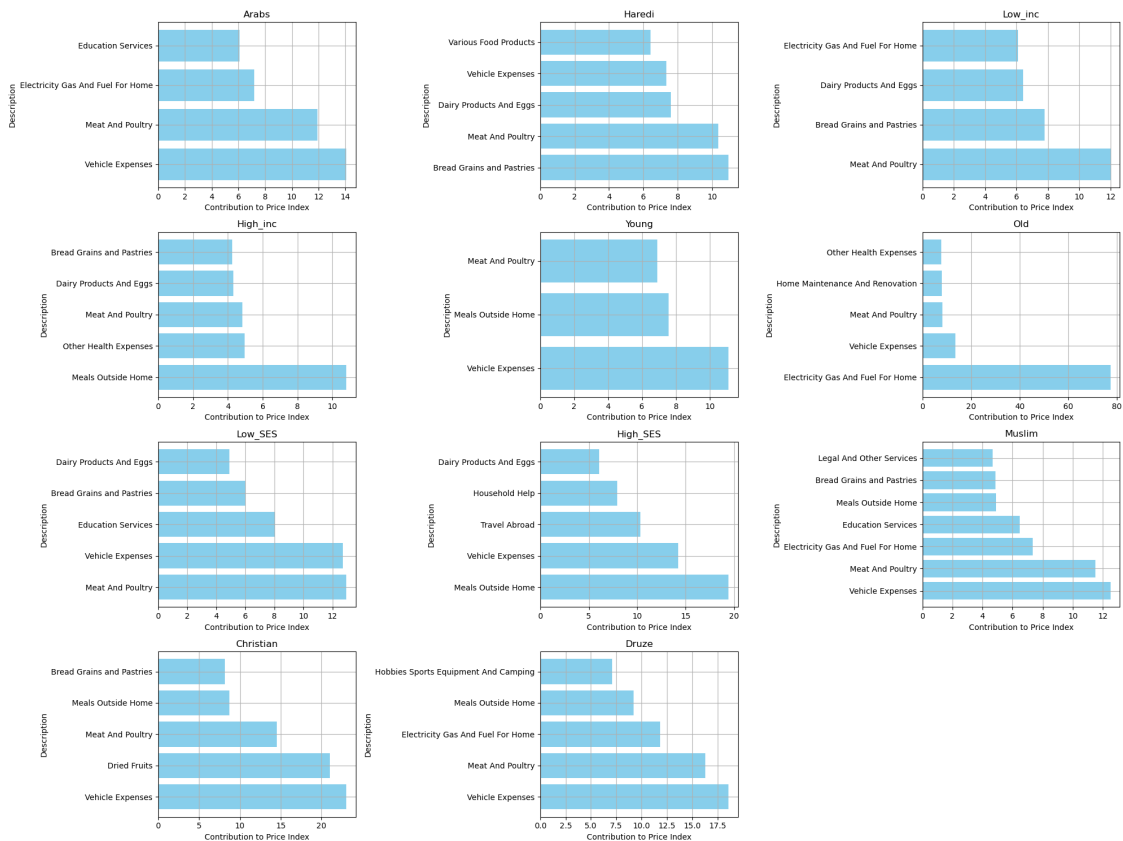 Arabs
Description
Education Services
Electricity Gas And Fuel For Home
Meat And Poultry
Vehicle Expenses
0 2 4 6 8 10 12 14
Contribution to Price Index
Haredi
Description
Various Food Products
Vehicle Expenses
Dairy Products And Eggs
Meat And Poultry
Bread Grains and Pastries
0 2 4 6 8 10
Contribution to Price Index
Low_inc
Description
Electricity Gas And Fuel For Home
Dairy Products And Eggs
Bread Grains and Pastries
Meat And Poultry
0 2 4 6 8 10 12
Contribution to Price Index
High_inc
Description
Bread Grains and Pastries
Dairy Products And Eggs
Meat And Poultry
Other Health Expenses
Meals Outside Home
0 2 4 6 8 10
Contribution to Price Index
Young
Description
Meat And Poultry
Meals Outside Home
Vehicle Expenses
0 2 4 6 8 10
Contribution to Price Index
Old
Description
Other Health Expenses
Home Maintenance And Renovation
Meat And Poultry
Vehicle Expenses
Electricity Gas And Fuel For Home
0 20 40 60 80
Contribution to Price Index
Low_SES
Description
Dairy Products And Eggs
Bread Grains and Pastries
Education Services
Vehicle Expenses
Meat And Poultry
0 2 4 6 8 10 12
Contribution to Price Index
High_SES
Description
Dairy Products And Eggs
Household Help
Travel Abroad
Vehicle Expenses
Meals Outside Home
0 5 10 15 20
Contribution to Price Index
Muslim
Description
Legal And Other Services
Bread Grains and Pastries
Meals Outside Home
Education Services
Electricity Gas And Fuel For Home
Meat And Poultry
Vehicle Expenses
0 2 4 6 8 10 12
Contribution to Price Index
Christian
Description
Bread Grains and Pastries
Meals Outside Home
Meat And Poultry
Dried Fruits
Vehicle Expenses
0 5 10 15 20
Contribution to Price Index
Druze
Description
Hobbies Sports Equipment And Camping
Meals Outside Home
Electricity Gas And Fuel For Home
Meat And Poultry
Vehicle Expenses
0.0 2.5 5.0 7.5 10.0 12.5 15.0 17.5
Contribution to Price Index